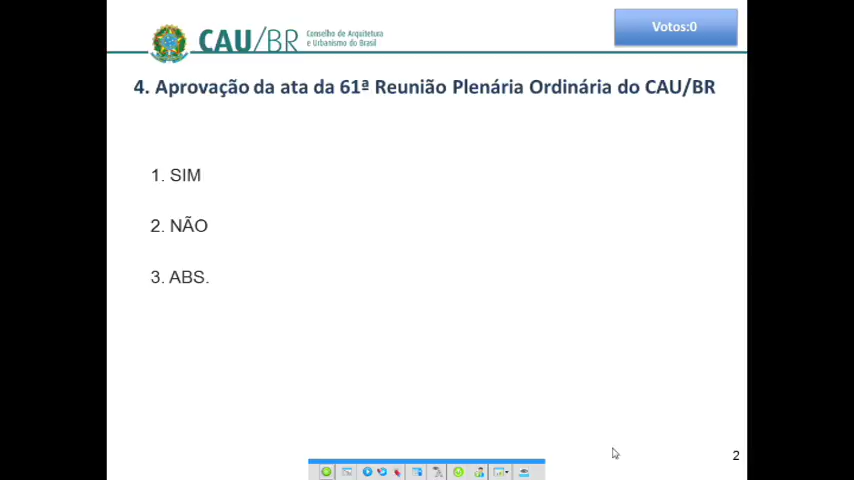 CAU/BR
Conselho de Arquitetura
e Urbanismo do Brasil
Votos:0
4. Aprovação da ata da 61ª Reunião Plenária Ordinária do CAU/BR
1. SIM
2. NÃO
3. ABS.
2